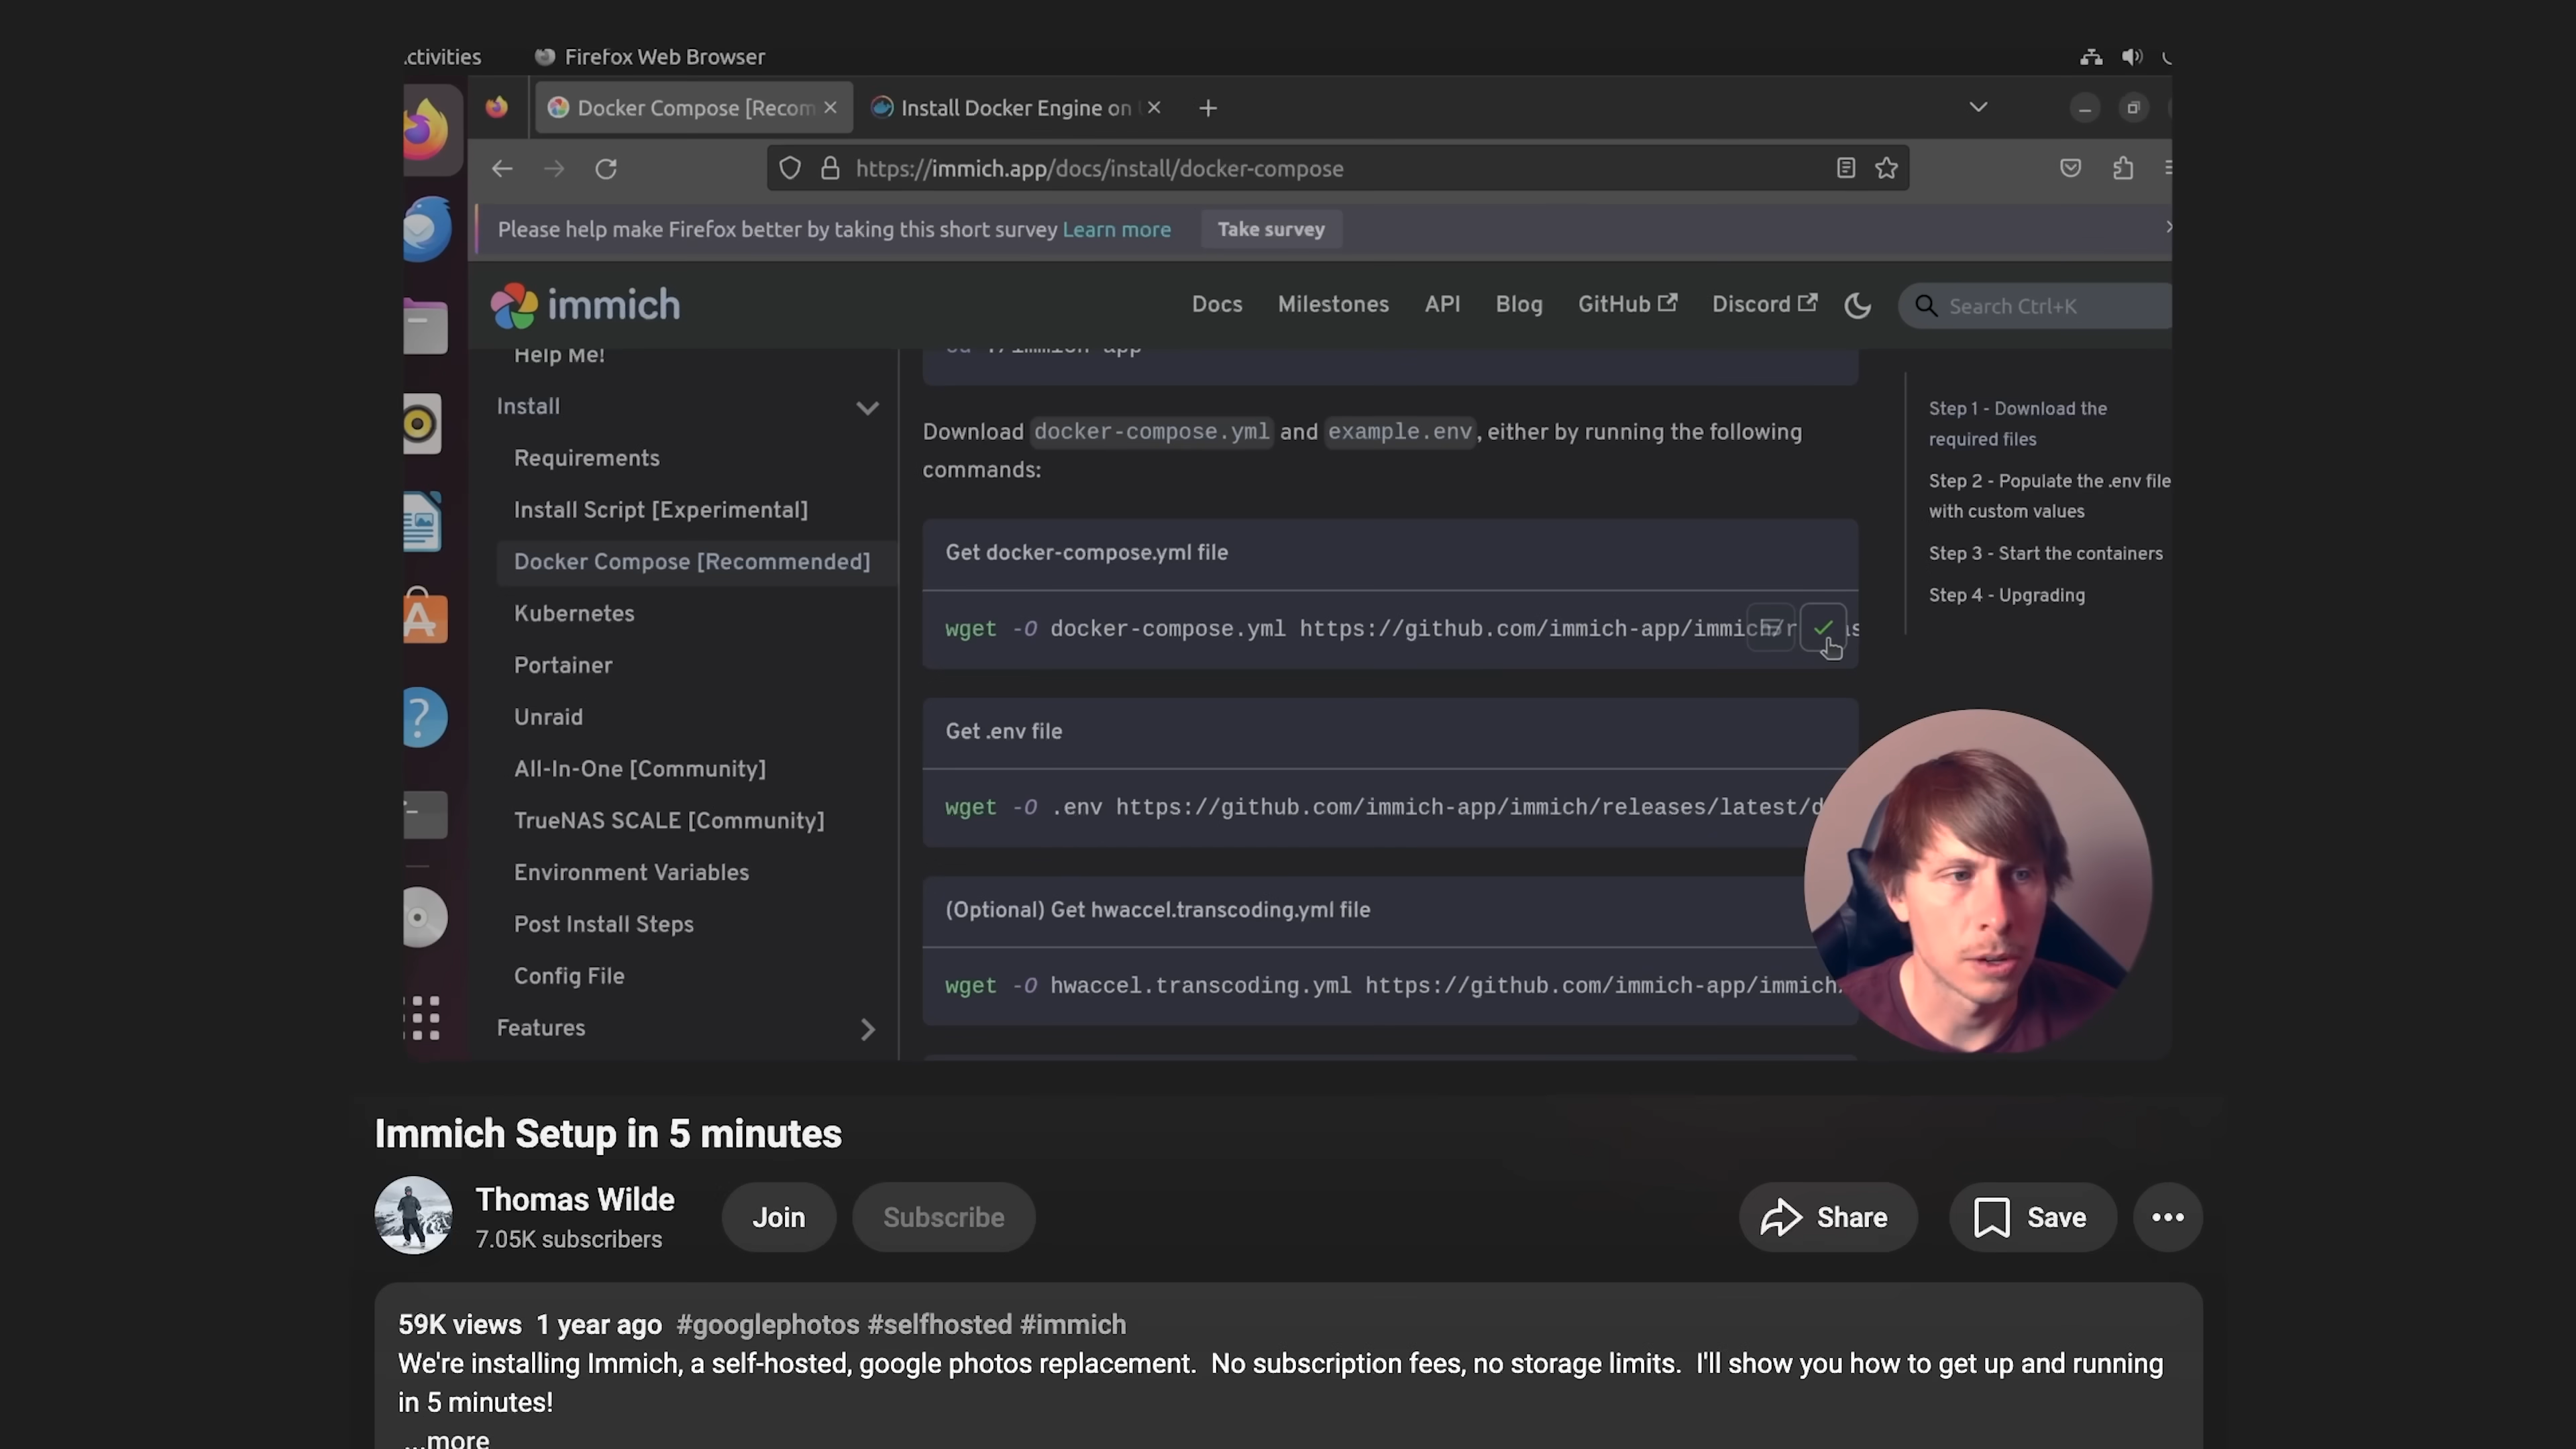 Firefox Web Browser
Docker Compose [Recom
Install Docker Engine on
https://immich.app/docs/install/docker-compose
Please help make Firefox better by taking this short survey Learn more
Take survey
immich
Docs
Milestones
API
Blog
GitHub
Discord
Search Ctrl+K
Help Me!
Install
Requirements
Install Script [Experimental]
Docker Compose [Recommended]
Kubernetes
Portainer
Unraid
All-In-One [Community]
TrueNAS SCALE [Community]
Environment Variables
Post Install Steps
Config File
Features
Download docker-compose.yml and example.env, either by running the following
commands:
Get docker-compose.yml file
wget -O docker-compose.yml https://github.com/immich-app/immich/r
Get .env file
wget -O .env https://github.com/immich-app/immich/releases/latest/d
(Optional) Get hwaccel.transcoding.yml file
wget -O hwaccel.transcoding.yml https://github.com/immich-app/immich
Step 1 - Download the
required files
Step 2 - Populate the .env file
with custom values
Step 3 - Start the containers
Step 4 - Upgrading
Immich Setup in 5 minutes
Thomas Wilde
7.05K subscribers
Join
Subscribe
Share
Save
59K views 1 year ago #googlephotos #selfhosted #immich
We're installing Immich, a self-hosted, google photos replacement. No subscription fees, no storage limits. I'll show you how to get up and running
in 5 minutes!
...more